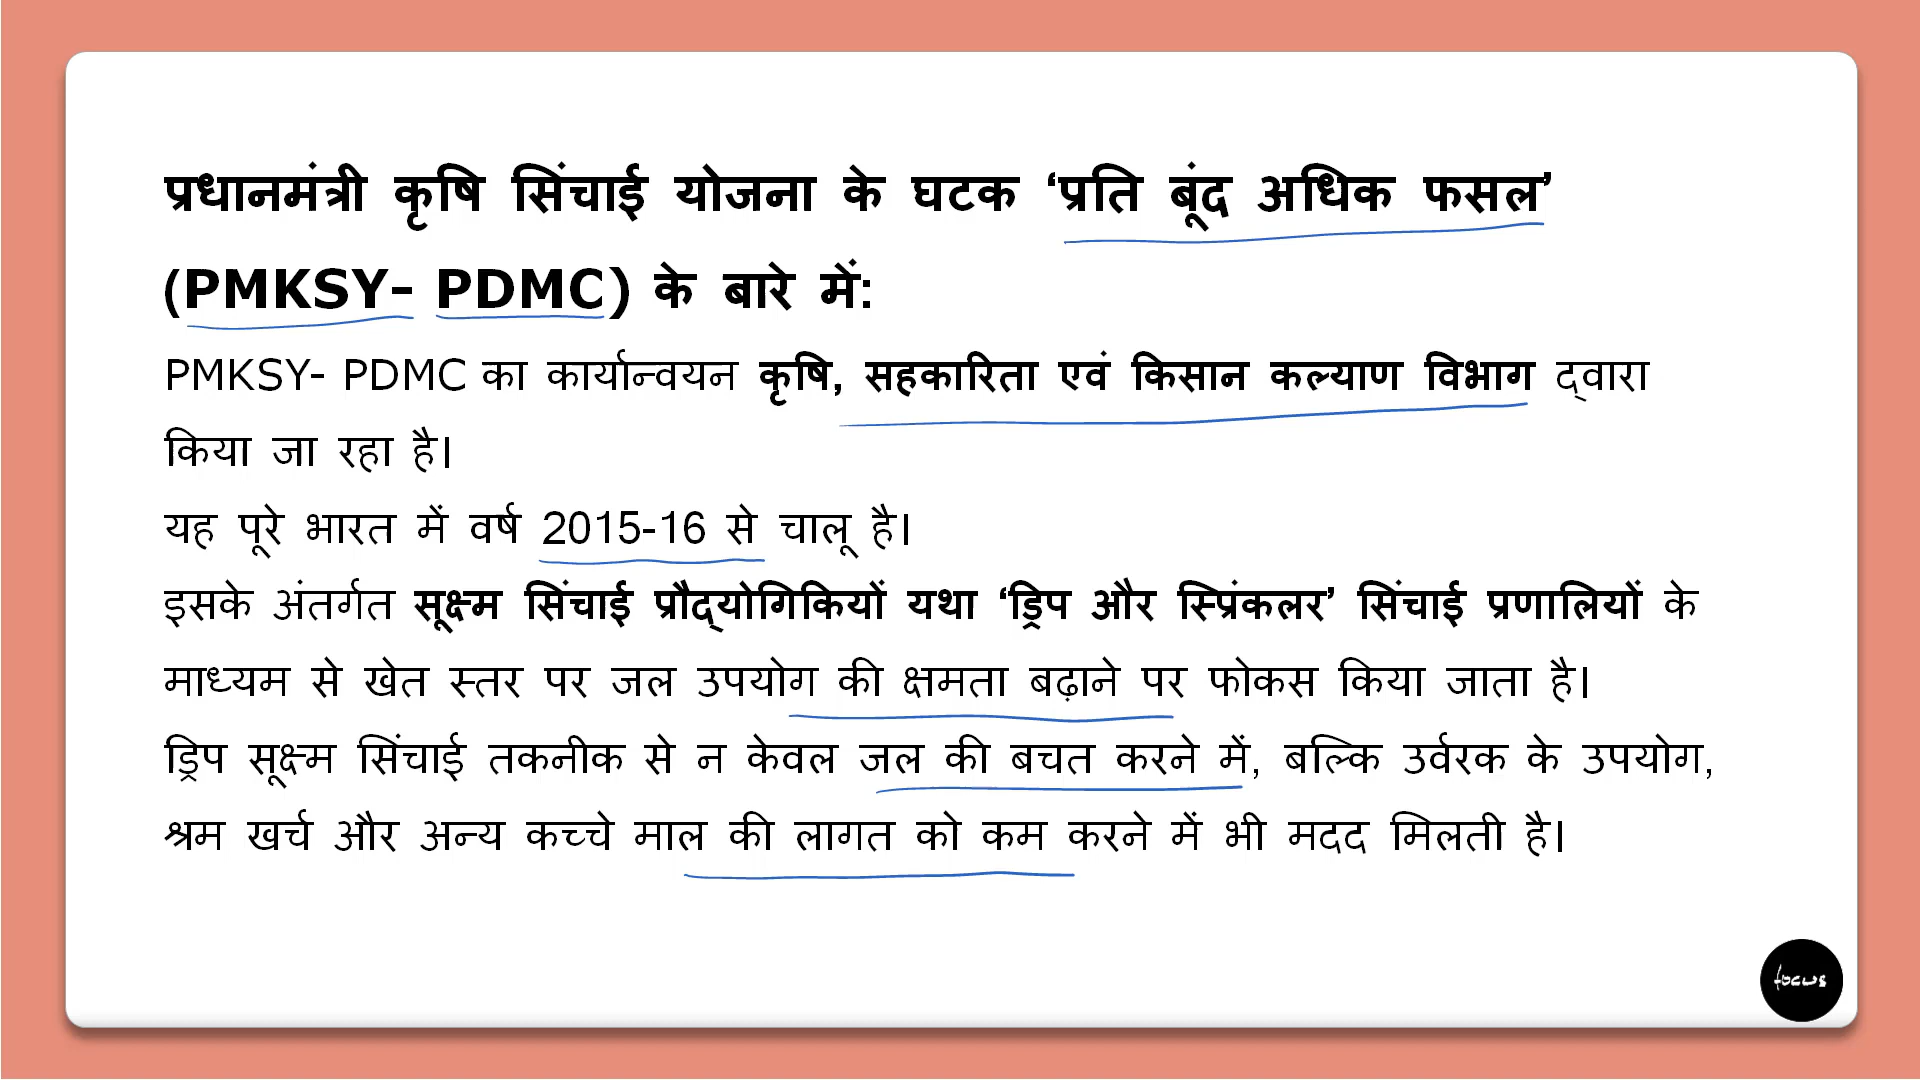 प्रधानमंत्री कृषि सिंचाई योजना के घटक ‘प्रति बूंद अधिक फसल’
(PMKSY– PDMC) के बारे में:
PMKSY- PDMC का कार्यान्वयन कृषि, सहकारिता एवं किसान कल्याण विभाग द्वारा
किया जा रहा है।
यह पूरे भारत में वर्ष 2015-16 से चालू है।
इसके अंतर्गत सूक्ष्म सिंचाई प्रौद्योगिकियों यथा ‘ड्रिप और स्प्रिंकलर’ सिंचाई प्रणालियों के
माध्यम से खेत स्तर पर जल उपयोग की क्षमता बढ़ाने पर फोकस किया जाता है।
ड्रिप सूक्ष्म सिंचाई तकनीक से न केवल जल की बचत करने में, बल्कि उर्वरक के उपयोग,
श्रम खर्च और अन्य कच्चे माल की लागत को कम करने में भी मदद मिलती है।
focus